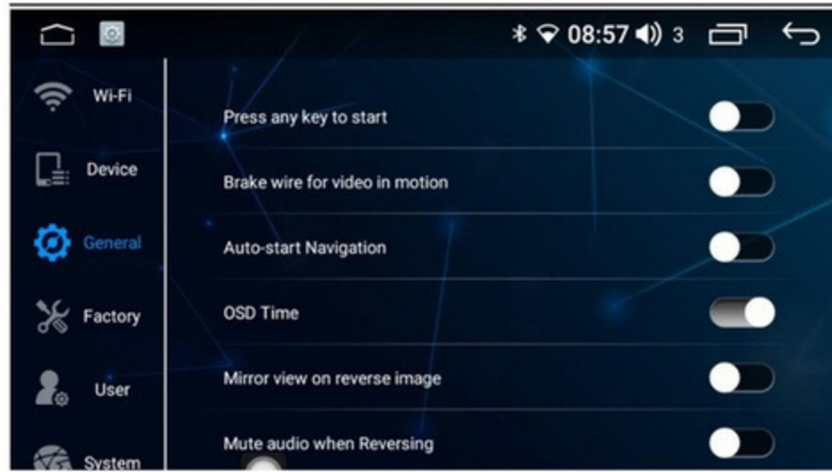 08:57 3
Wi-Fi
Device
General
Factory
User
System
Press any key to start
Brake wire for video in motion
Auto-start Navigation
OSD Time
Mirror view on reverse image
Mute audio when Reversing